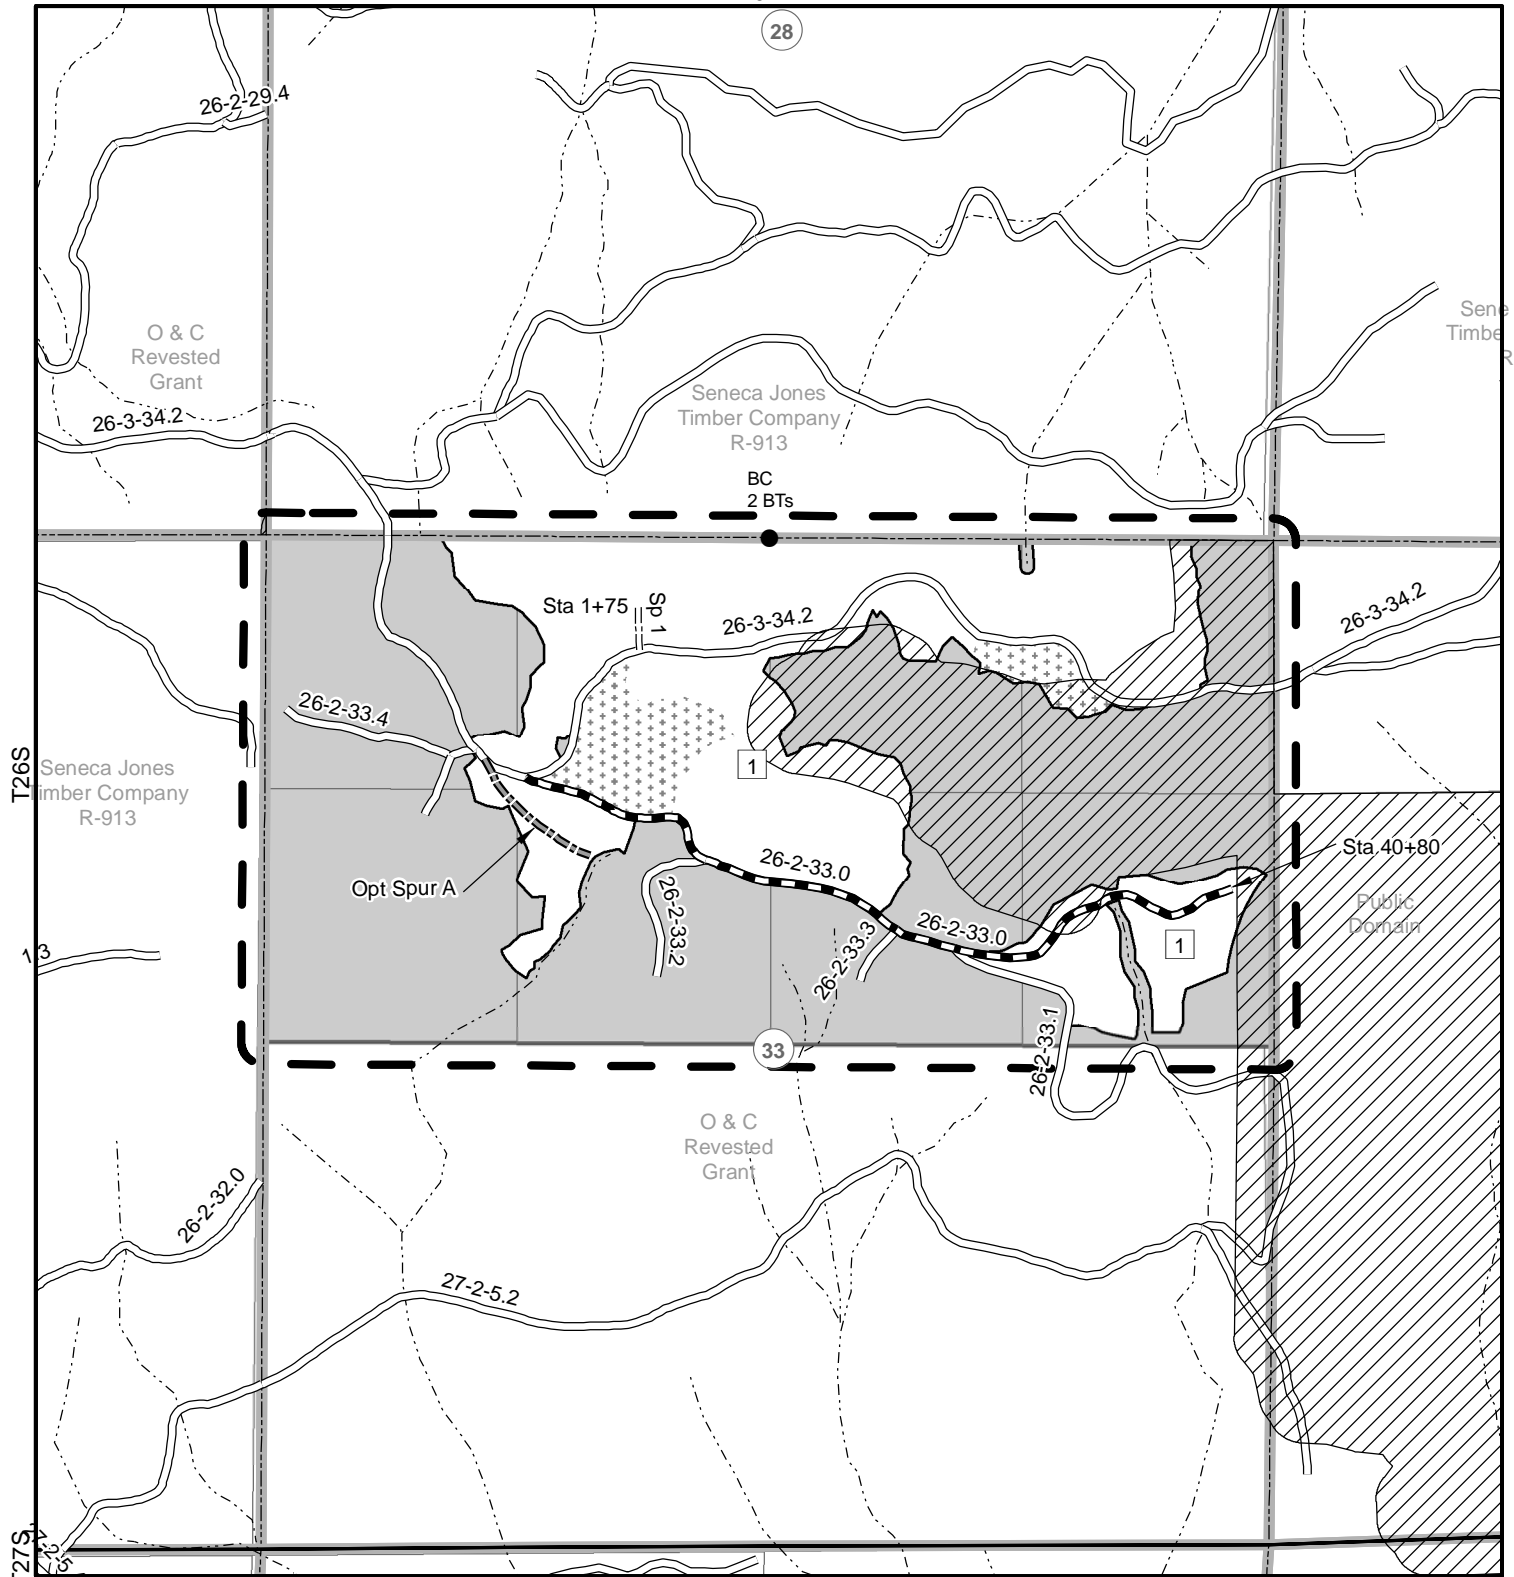 28
26-2-29.4
O & C
Revested
Grant
26-3-34.2
Seneca Jones
Timber Company
R-913
Sene
Timbe
R
BC
2 BTs
Sta 1+75
Sp 1
26-3-34.2
26-3-34.2
26-2-33.4
T26S
Seneca Jones
Timber Company
R-913
1
Opt Spur A
26-2-33.0
26-2-33.2
26-2-33.3
26-2-33.0
Sta 40+80
Public
Domain
1
33
26-2-33.1
O & C
Revested
Grant
26-2-32.0
27-2-5.2
T27S